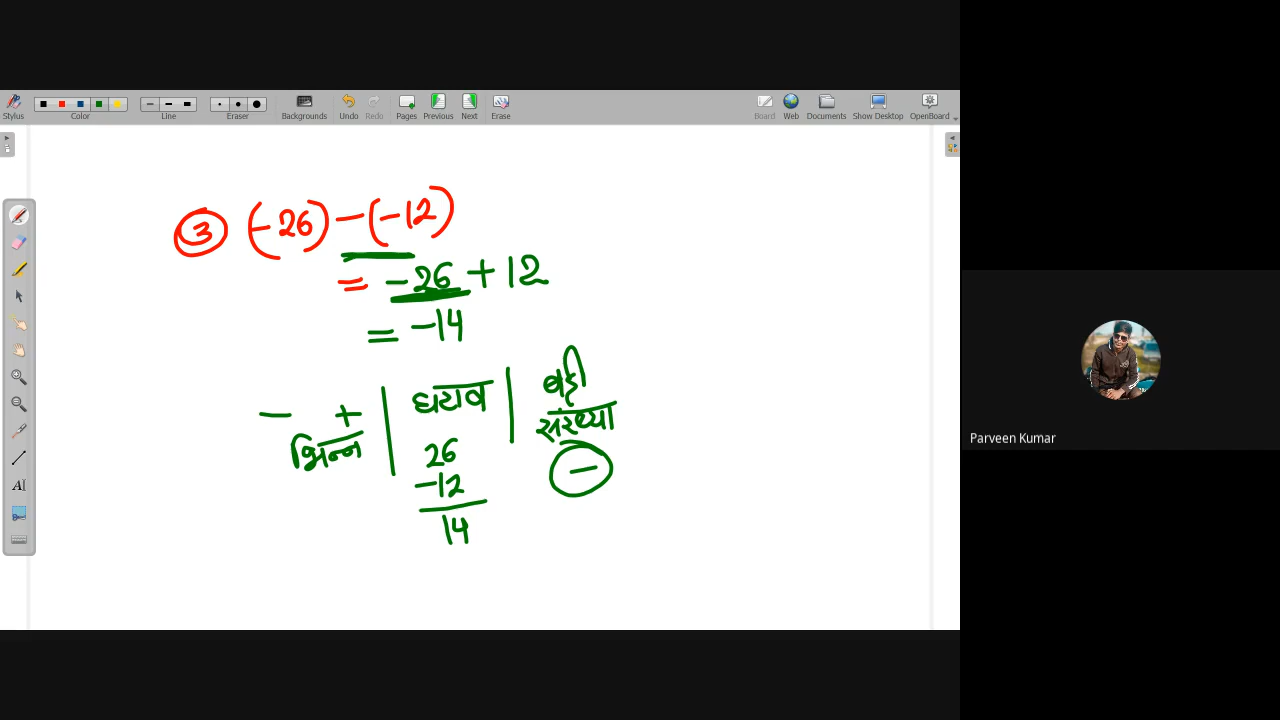 Stylus
Color
Line
Eraser
Backgrounds
Undo
Redo
Pages
Previous
Next
Erase
Board
Web
Documents
Show Desktop
OpenBoard
③ (-26) - (-12)
= -26 + 12
= -14
- +
भिन्न
घटाव
26
-12
14
बड़ी
संख्या
-
Parveen Kumar